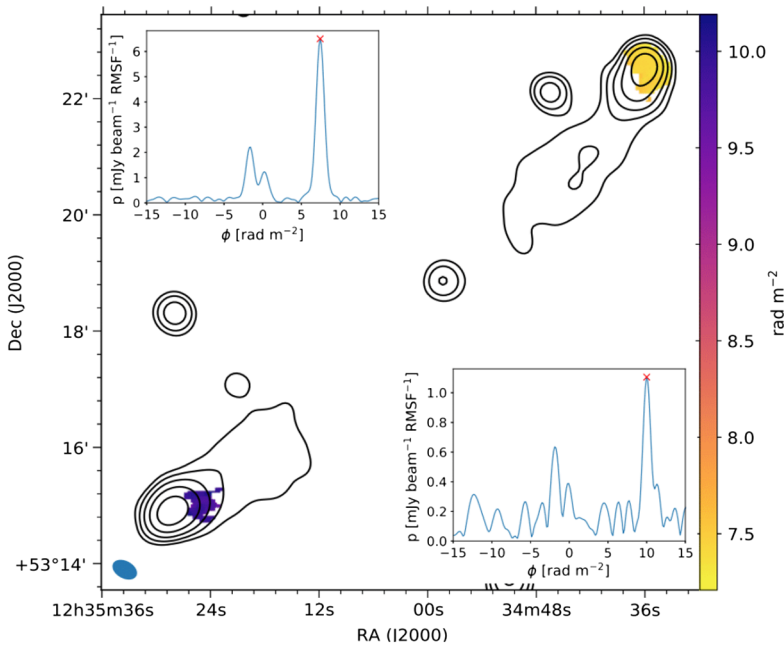 6
5
4
3
2
1
0
p [mJy beam⁻¹ RMSF⁻¹]
−15 −10 −5 0 5 10 15
ϕ [rad m⁻²]
1.0
0.8
0.6
0.4
0.2
0.0
p [mJy beam⁻¹ RMSF⁻¹]
−15 −10 −5 0 5 10 15
ϕ [rad m⁻²]
22'
20'
18'
16'
+53°14'
Dec (J2000)
12h35m36s 24s 12s 00s 34m48s 36s
RA (J2000)
10.0
9.5
9.0
8.5
8.0
7.5
rad m⁻²